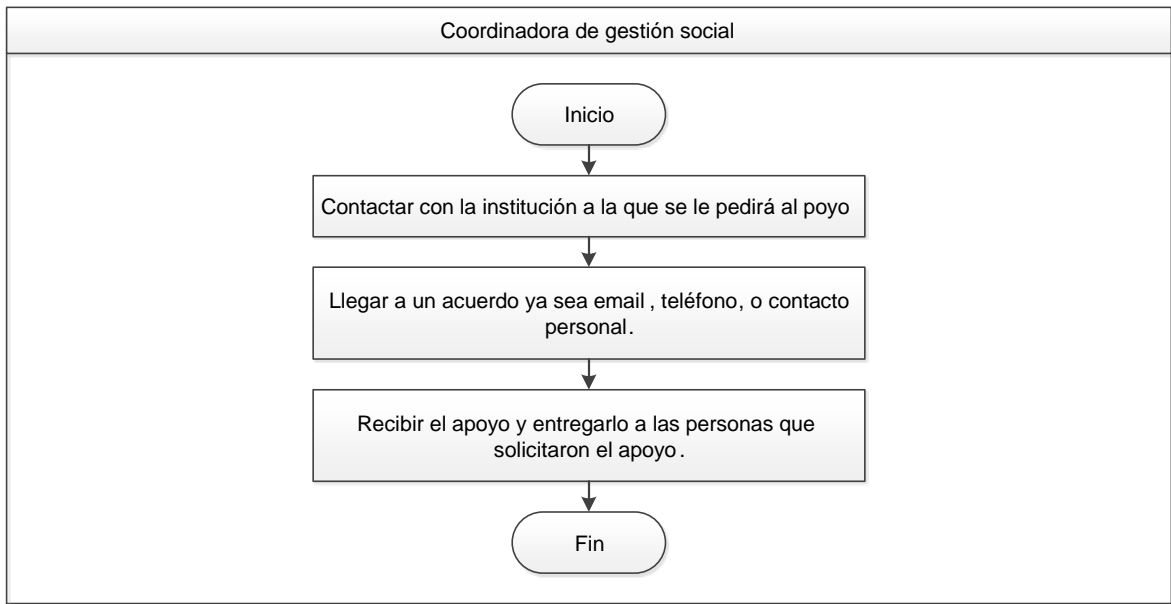 Coordinadora de gestión social
Inicio
Contactar con la institución a la que se le pedirá al poyo
Llegar a un acuerdo ya sea email , teléfono, o contacto
personal.
Recibir el apoyo y entregarlo a las personas que
solicitaron el apoyo .
Fin